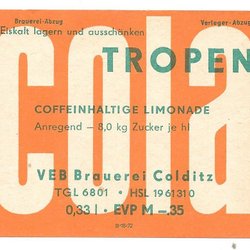 Brauerei-Abzug Verleger-Abzug
Eiskalt lagern und ausschänken
cola
TROPEN
COFFEINHALTIGE LIMONADE
Anregend — 8,0 kg Zucker je hl
VEB Brauerei Colditz
TGL 6801 • HSL 1961310
0,33 l • EVP M —.35